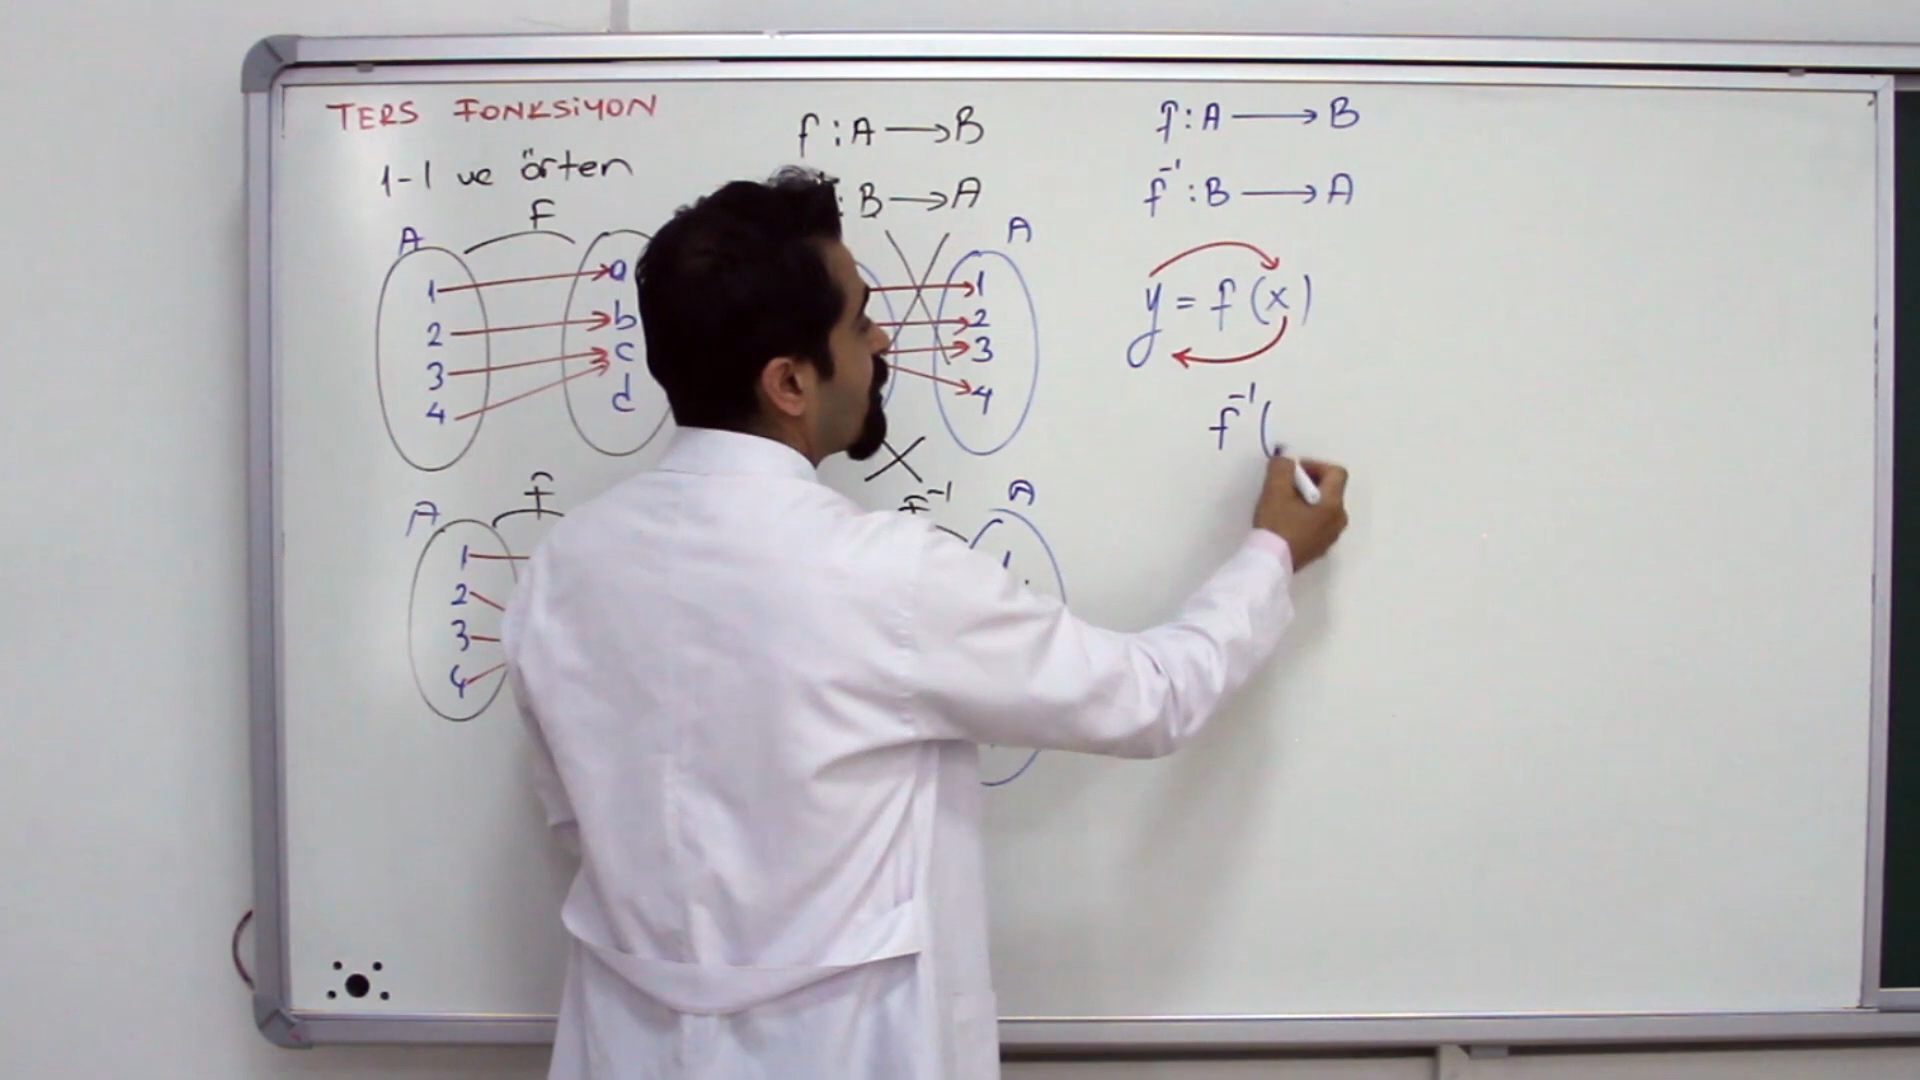 TERS FONKSİYON
1-1 ve örten
f
A
1
2
3
4
a
b
c
d
f : A → B
: B → A
A
1
2
3
4
A
f
1
2
3
4
f⁻¹
A
1
f : A → B
f⁻¹ : B → A
y = f (x)
f⁻¹(